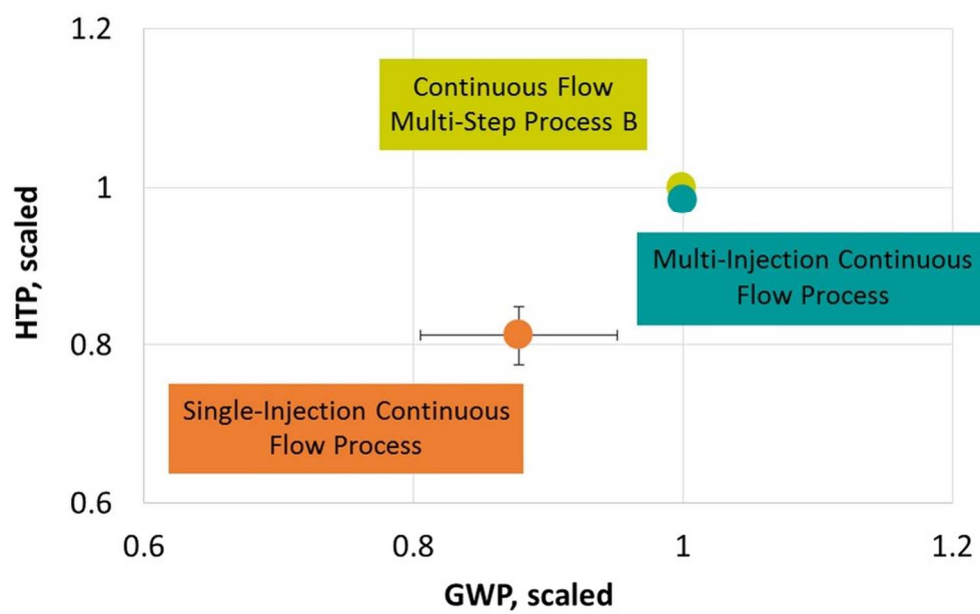 1.2
Continuous Flow
Multi-Step Process B
1
HTP, scaled
Multi-Injection Continuous
Flow Process
0.8
Single-Injection Continuous
Flow Process
0.6
0.6 0.8 1 1.2
GWP, scaled